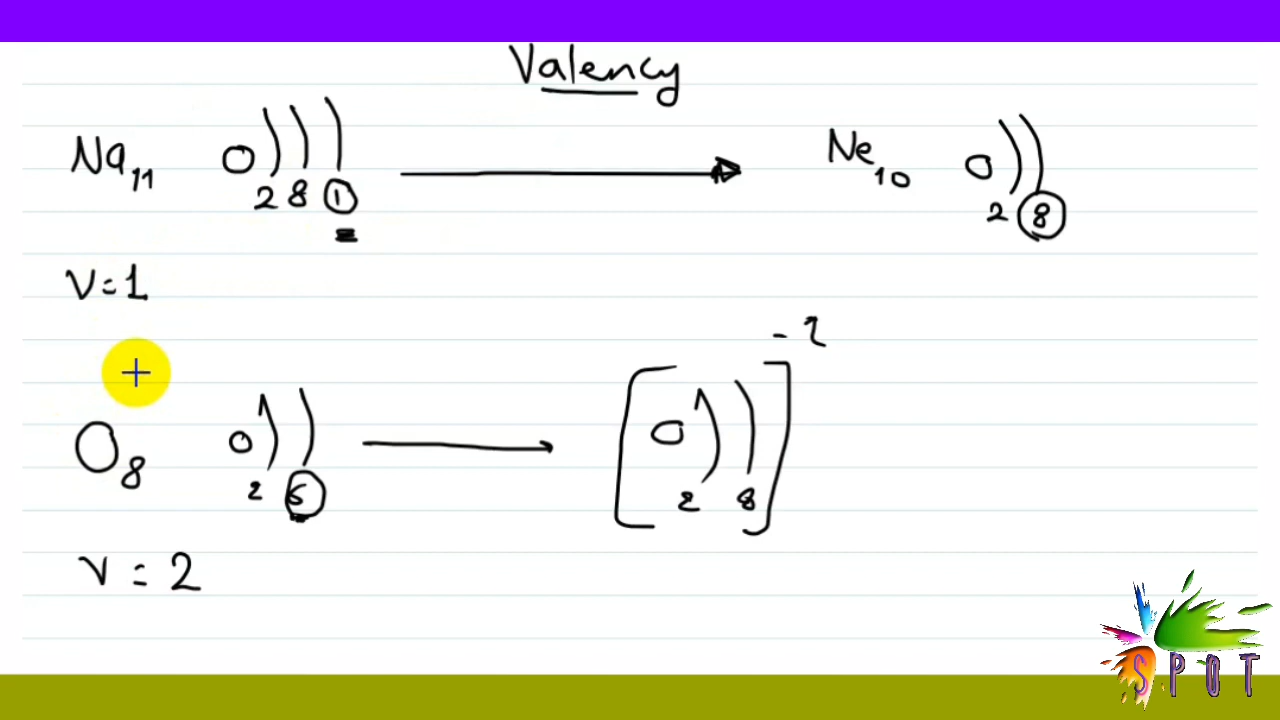 Valency
Na11 2 8 1 Ne10 2 8
V=1
-2
O8 2 6 2 8
V = 2
SPOT